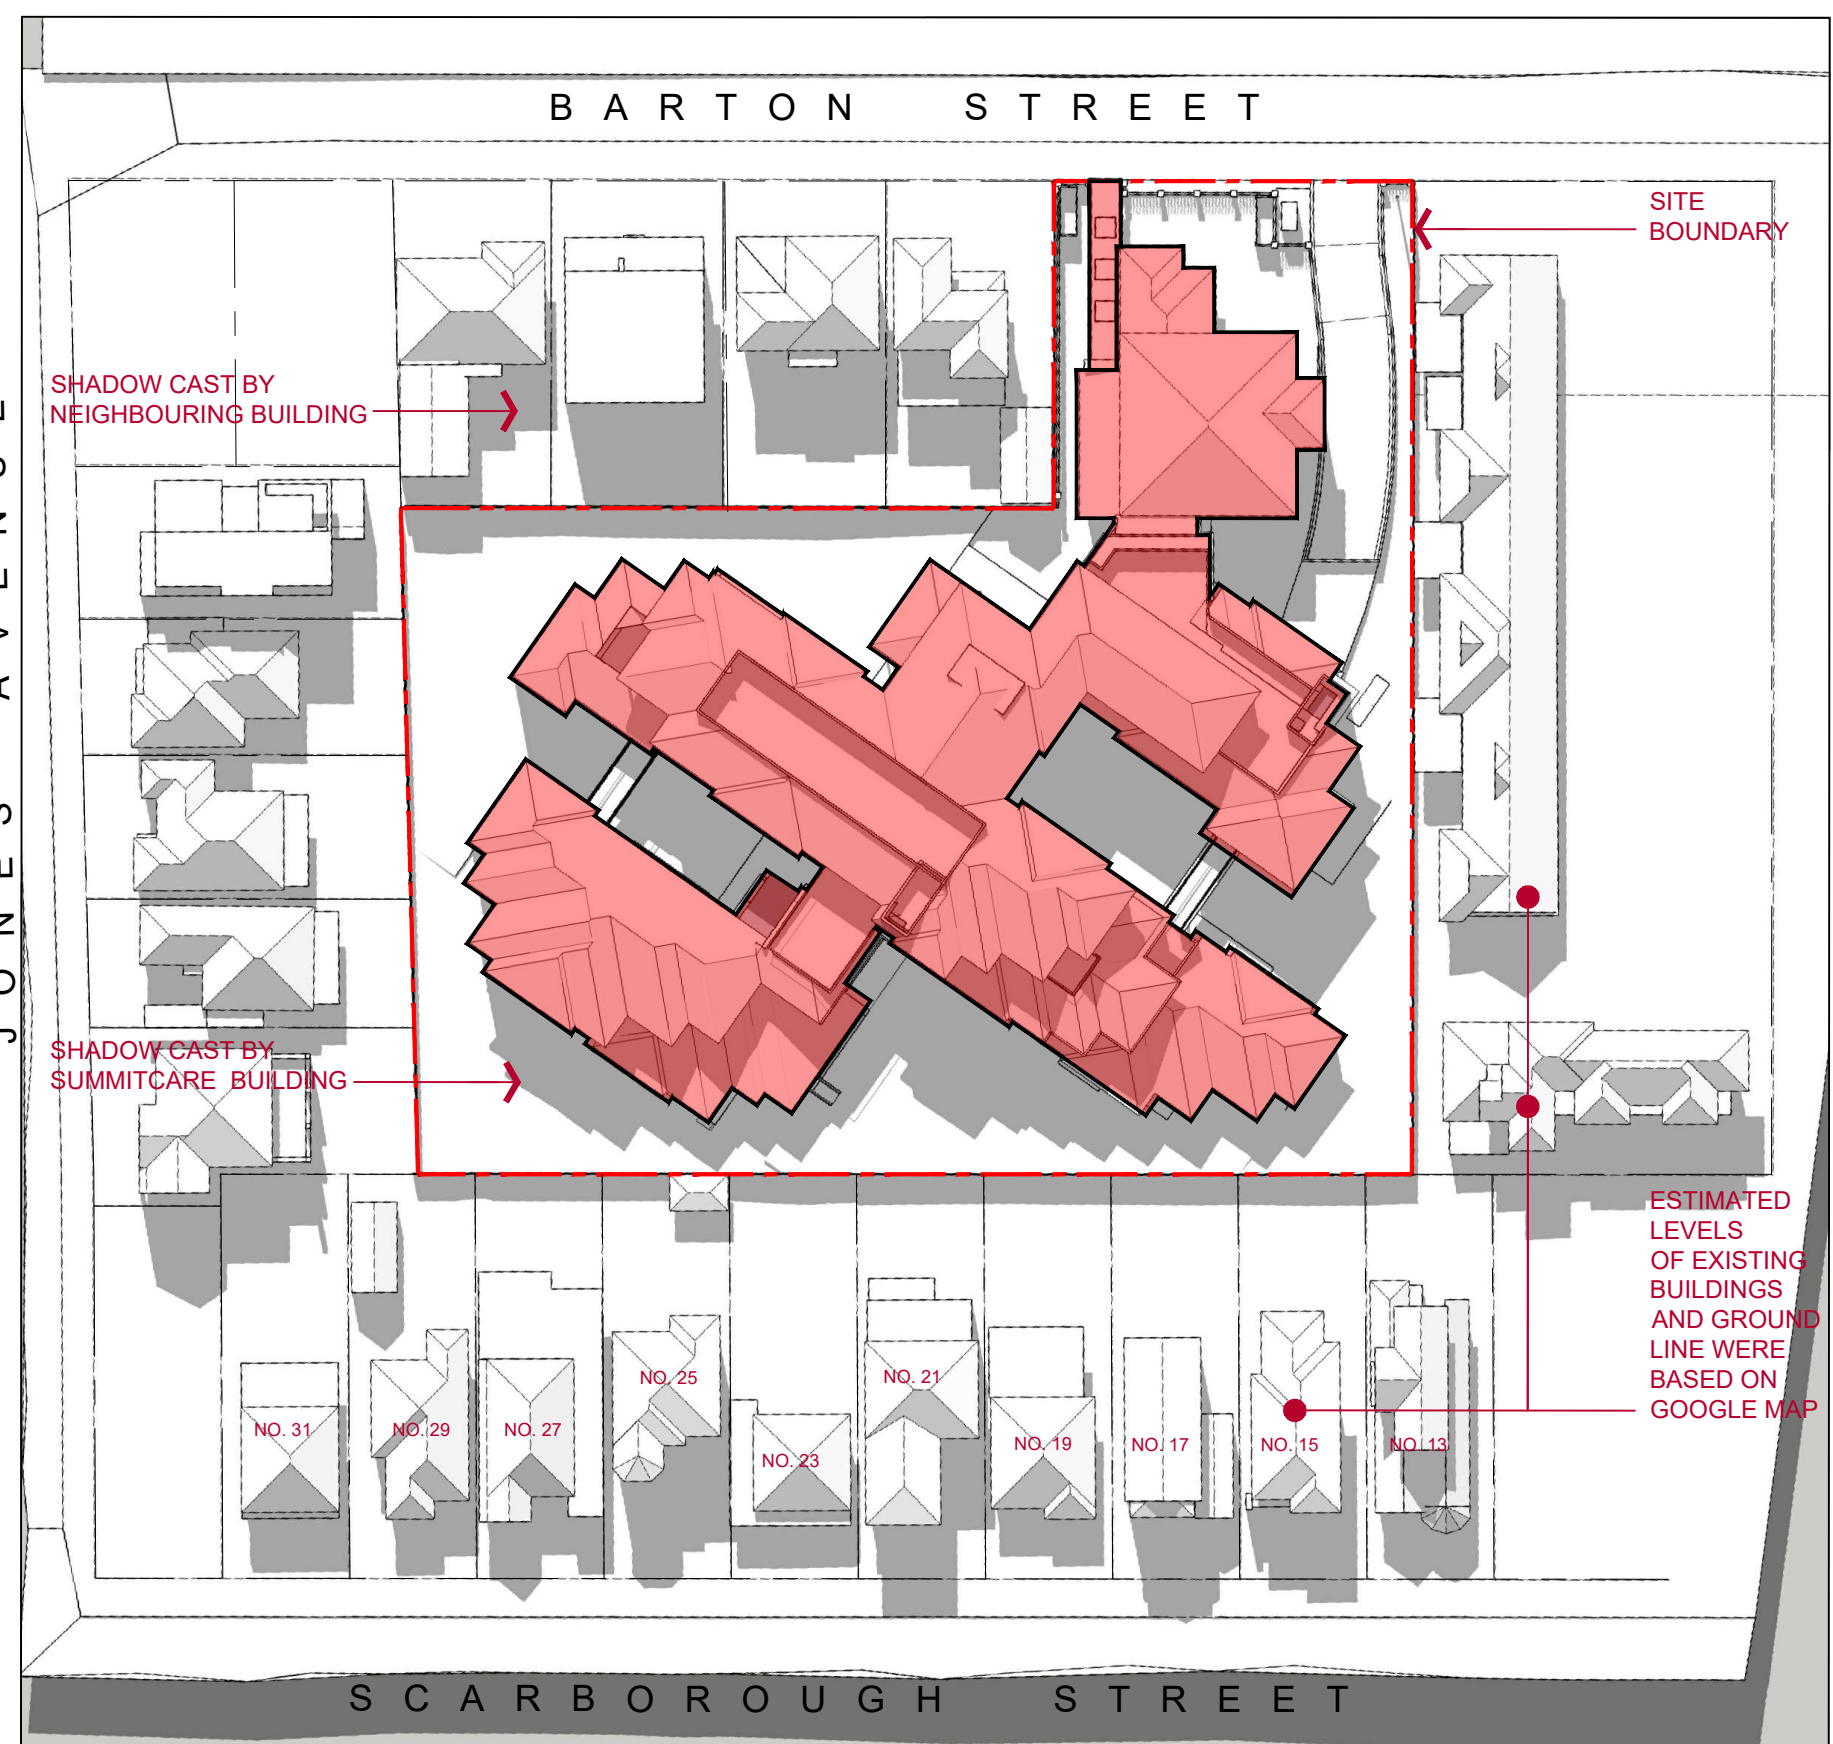 BARTON STREET
SITE
BOUNDARY
SHADOW CAST BY
NEIGHBOURING BUILDING
JONES AVENUE
SHADOW CAST BY
SUMMITCARE BUILDING
ESTIMATED
LEVELS
OF EXISTING
BUILDINGS
AND GROUND
LINE WERE
BASED ON
GOOGLE MAP
NO. 31
NO. 29
NO. 27
NO. 25
NO. 23
NO. 21
NO. 19
NO. 17
NO. 15
NO. 13
SCARBOROUGH STREET